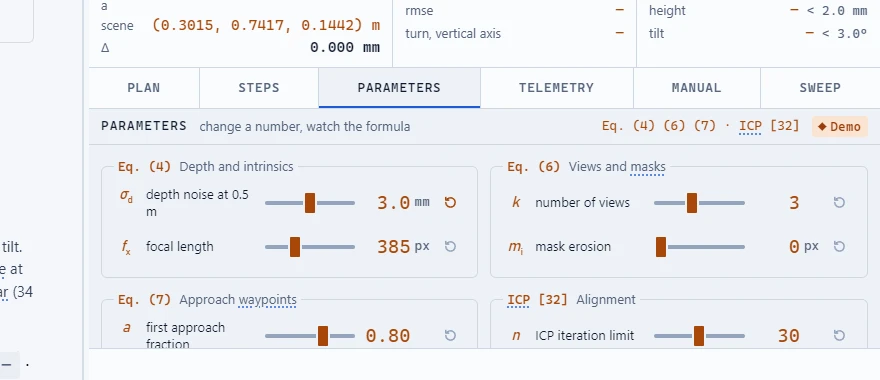 a
scene (0.3015, 0.7417, 0.1442) m
Δ 0.000 mm
rmse –
turn, vertical axis –
height – < 2.0 mm
tilt – < 3.0°
PLAN STEPS PARAMETERS TELEMETRY MANUAL SWEEP
PARAMETERS change a number, watch the formula Eq. (4) (6) (7) · ICP [32] ◆ Demo
Eq. (4) Depth and intrinsics
σd depth noise at 0.5 m 3.0 mm
fx focal length 385 px
Eq. (6) Views and masks
k number of views 3
mi mask erosion 0 px
Eq. (7) Approach waypoints
a first approach fraction 0.80
ICP [32] Alignment
n ICP iteration limit 30
tilt.
e at
ar (34
– .